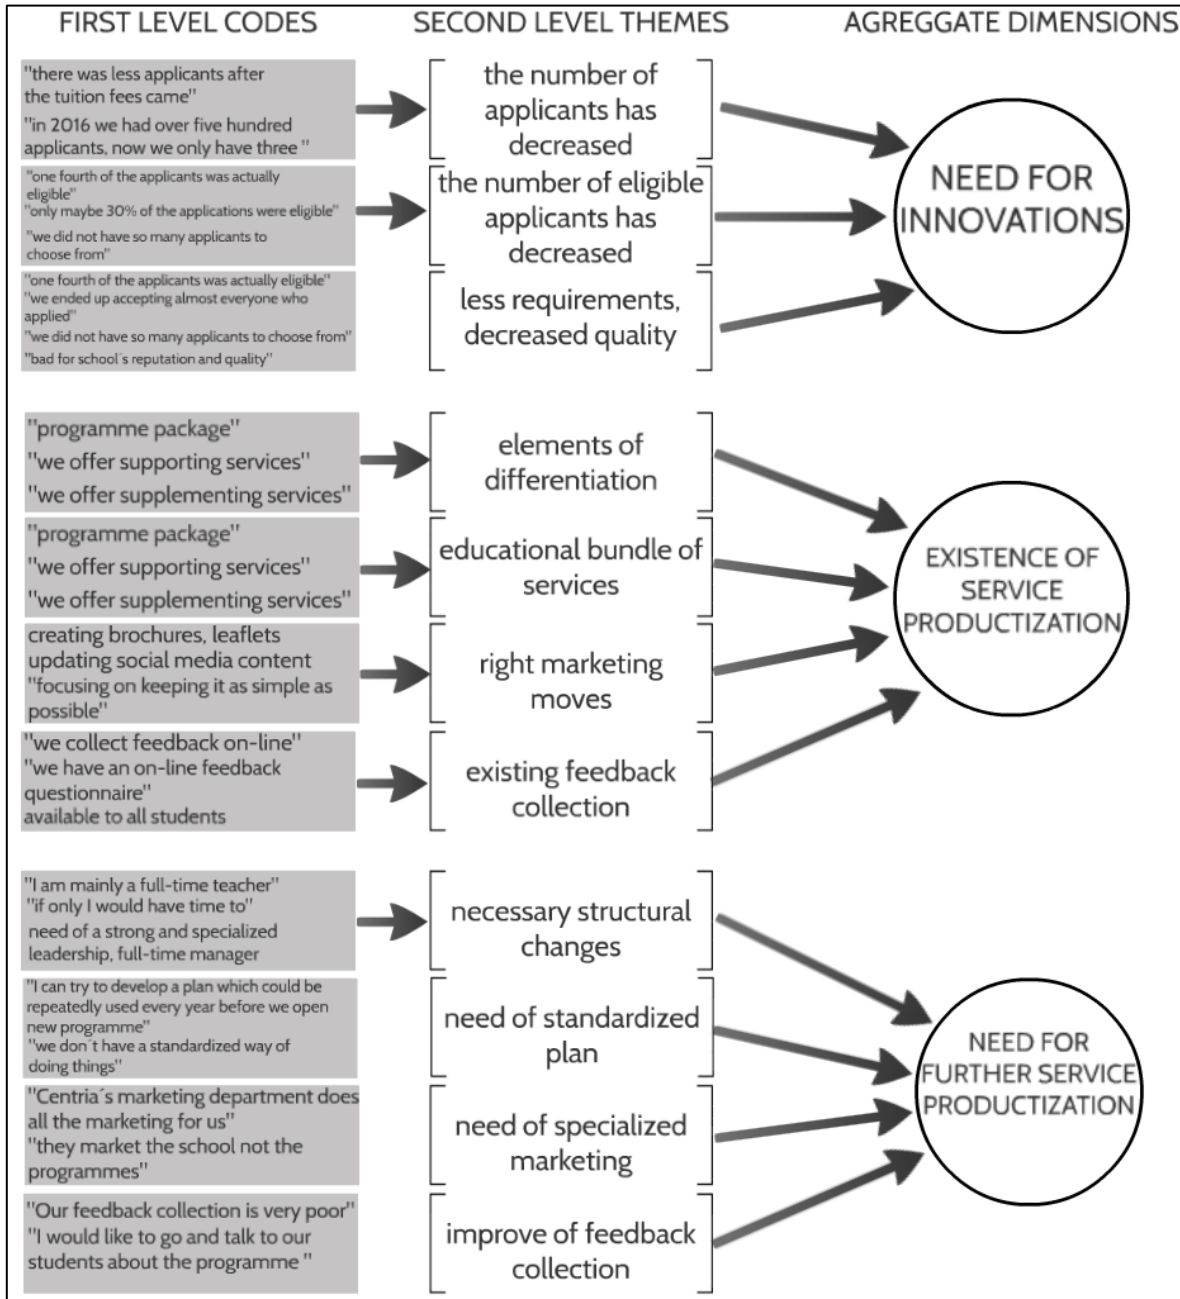 FIRST LEVEL CODES
SECOND LEVEL THEMES
AGREGGATE DIMENSIONS
"there was less applicants after
the tuition fees came"
"in 2016 we had over five hundred
applicants, now we only have three "
the number of
applicants has
decreased
"one fourth of the applicants was actually
eligible"
"only maybe 30% of the applications were eligible"
"we did not have so many applicants to
choose from"
the number of eligible
applicants has
decreased
"one fourth of the applicants was actually eligible"
"we ended up accepting almost everyone who
applied"
"we did not have so many applicants to choose from"
"bad for school´s reputation and quality"
less requirements,
decreased quality
NEED FOR
INNOVATIONS
"programme package"
"we offer supporting services"
"we offer supplementing services"
elements of
differentiation
"programme package"
"we offer supporting services"
"we offer supplementing services"
educational bundle of
services
creating brochures, leaflets
updating social media content
"focusing on keeping it as simple as
possible"
right marketing
moves
"we collect feedback on-line"
"we have an on-line feedback
questionnaire"
available to all students
existing feedback
collection
EXISTENCE OF
SERVICE
PRODUCTIZATION
"I am mainly a full-time teacher"
"if only I would have time to"
need of a strong and specialized
leadership, full-time manager
necessary structural
changes
"I can try to develop a plan which could be
repeatedly used every year before we open
new programme"
"we don´t have a standardized way of
doing things"
need of standardized
plan
"Centria´s marketing department does
all the marketing for us"
"they market the school not the
programmes"
need of specialized
marketing
"Our feedback collection is very poor"
"I would like to go and talk to our
students about the programme "
improve of feedback
collection
NEED FOR
FURTHER SERVICE
PRODUCTIZATION